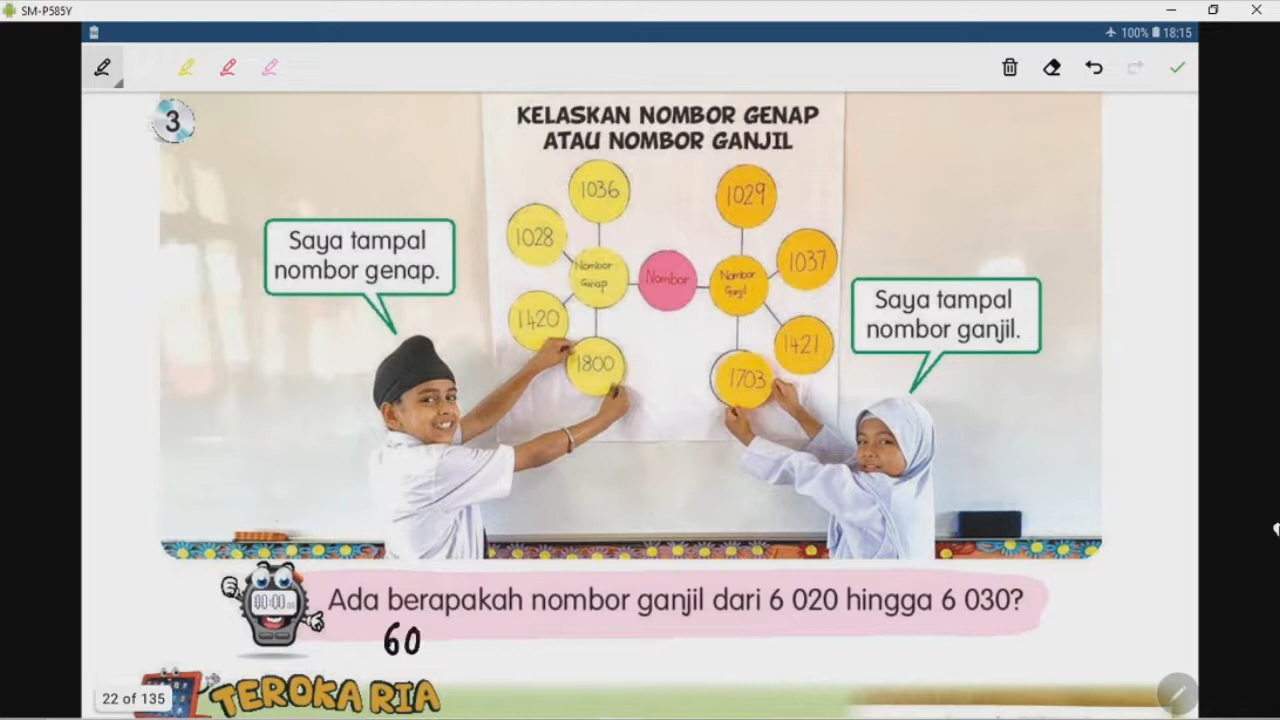 SM-P585Y
100% 18:15
3
KELASKAN NOMBOR GENAP
ATAU NOMBOR GANJIL
1036
1029
1028
1037
Saya tampal
nombor genap.
Nombor
Genap
Nombor
Nombor
Ganjil
Saya tampal
nombor ganjil.
1420
1421
1800
1703
00:00
Ada berapakah nombor ganjil dari 6 020 hingga 6 030?
60
22 of 135
TEROKA RIA